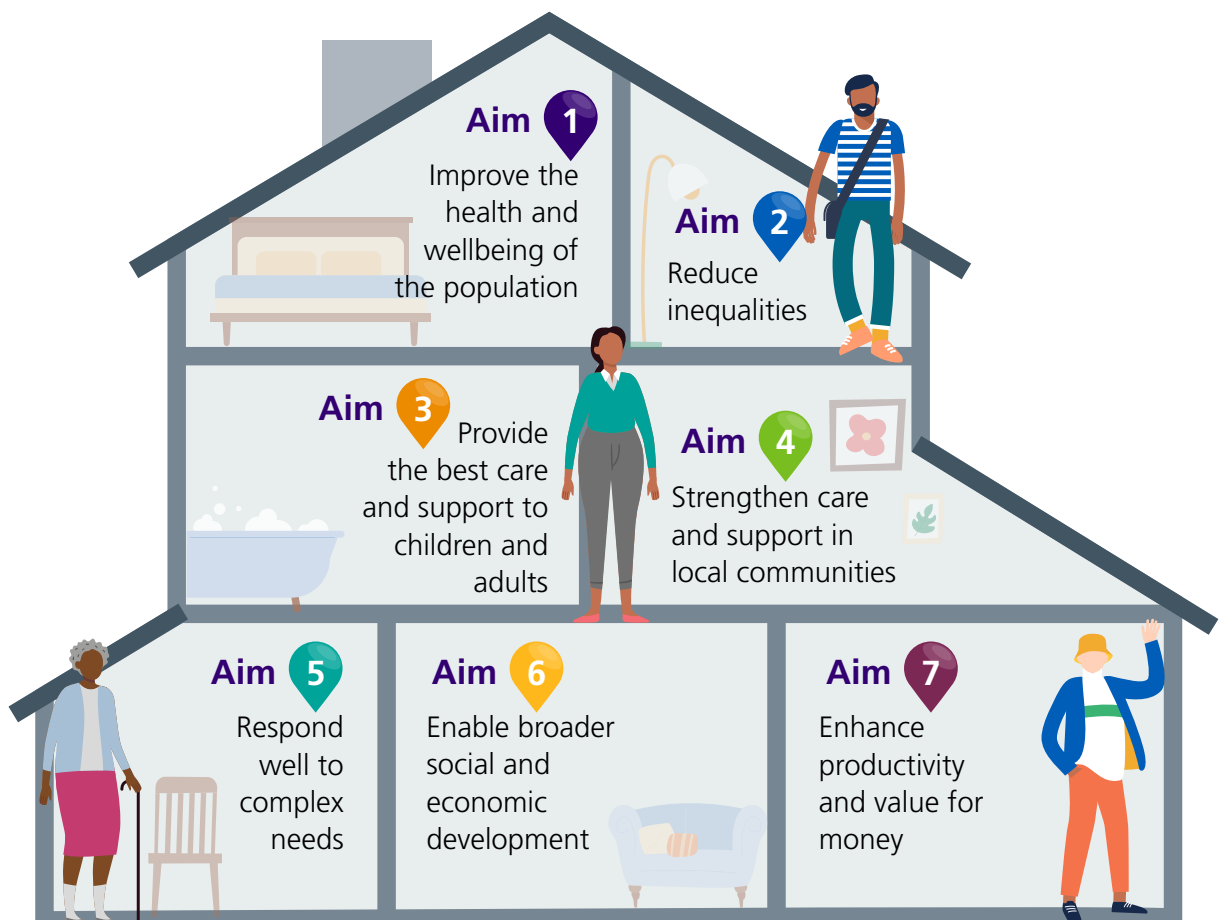 Aim 1
Improve the
health and
wellbeing of
the population
Aim 2
Reduce
inequalities
Aim 3
Provide
the best care
and support to
children and
adults
Aim 4
Strengthen care
and support in
local communities
Aim 5
Respond
well to
complex
needs
Aim 6
Enable broader
social and
economic
development
Aim 7
Enhance
productivity
and value for
money